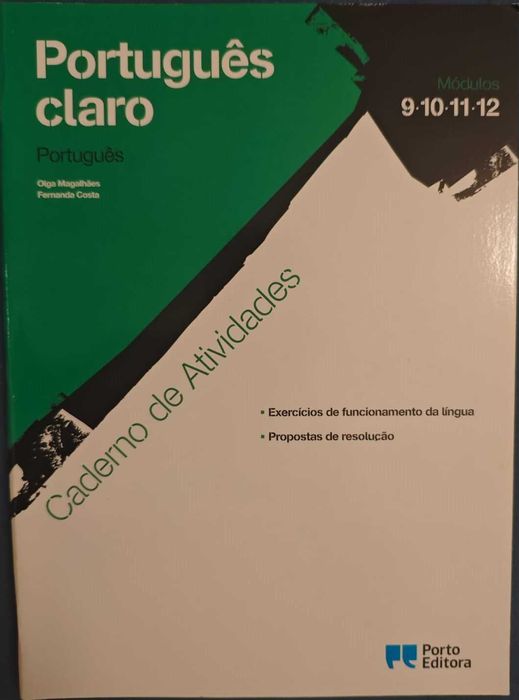 Português
claro
Português
Olga Magalhães
Fernanda Costa
Módulos
9·10·11·12
Caderno de Atividades
▪ Exercícios de funcionamento da língua
▪ Propostas de resolução
Porto
Editora